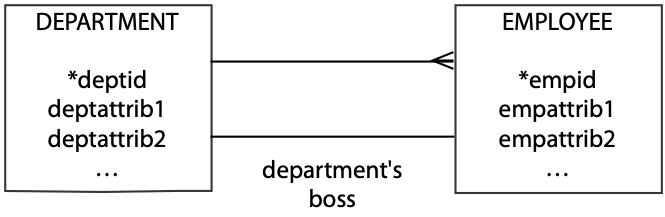 DEPARTMENT
*deptid
deptattrib1
deptattrib2
...
department's
boss
EMPLOYEE
*empid
empattrib1
empattrib2
...